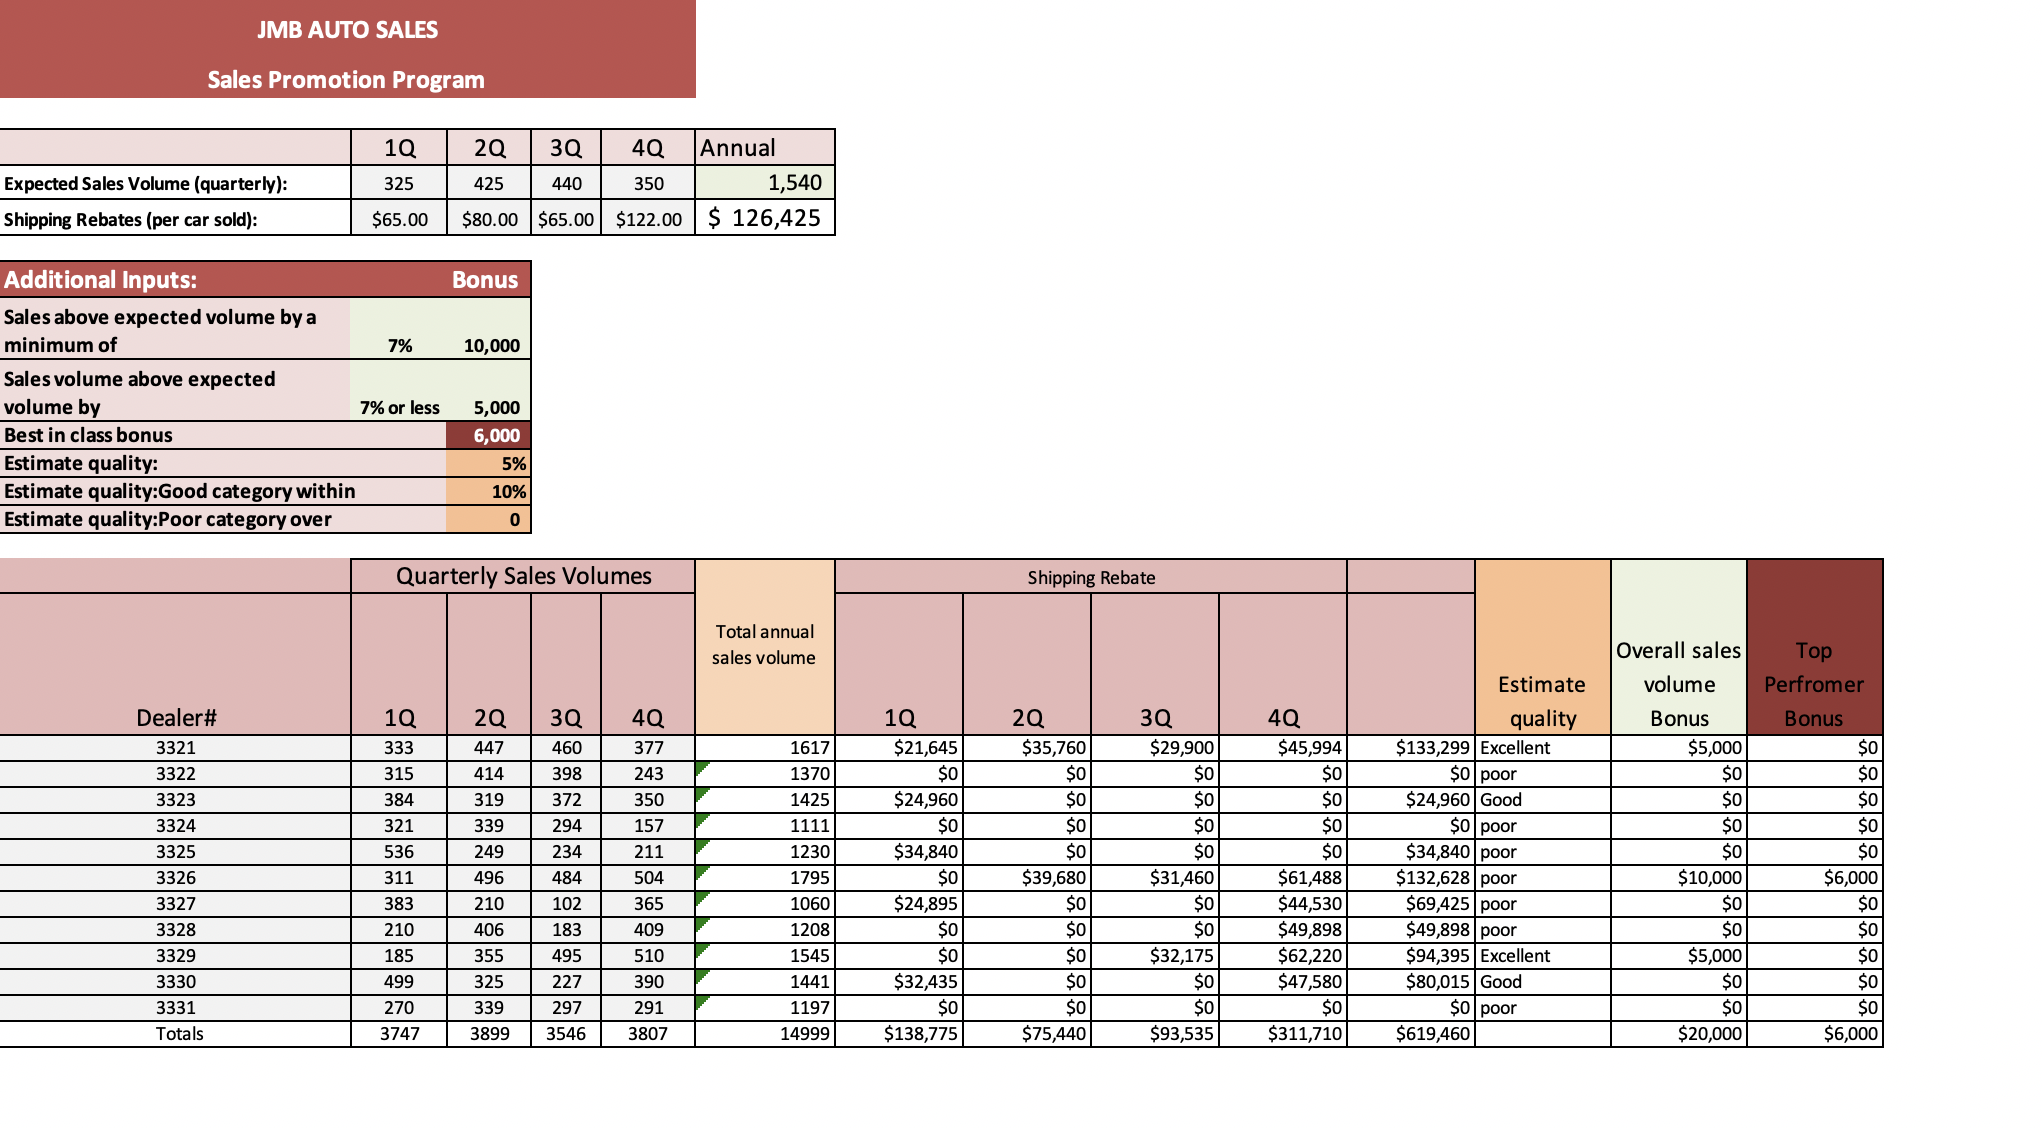 JMB AUTO SALES
Sales Promotion Program
1Q 2Q 3Q 4Q Annual
Expected Sales Volume (quarterly): 325 425 440 350 1,540
Shipping Rebates (per car sold): $65.00 $80.00 $65.00 $122.00 $ 126,425
Additional Inputs: Bonus
Sales above expected volume by a
minimum of 7% 10,000
Sales volume above expected
volume by 7% or less 5,000
Best in class bonus 6,000
Estimate quality: 5%
Estimate quality:Good category within 10%
Estimate quality:Poor category over 0
Quarterly Sales Volumes Shipping Rebate
Total annual
sales volume
Overall sales Top
Estimate volume Perfromer
Dealer# 1Q 2Q 3Q 4Q 1Q 2Q 3Q 4Q quality Bonus Bonus
3321 333 447 460 377 1617 $21,645 $35,760 $29,900 $45,994 $133,299 Excellent $5,000 $0
3322 315 414 398 243 1370 $0 $0 $0 $0 $0 poor $0 $0
3323 384 319 372 350 1425 $24,960 $0 $0 $0 $24,960 Good $0 $0
3324 321 339 294 157 1111 $0 $0 $0 $0 $0 poor $0 $0
3325 536 249 234 211 1230 $34,840 $0 $0 $0 $34,840 poor $0 $0
3326 311 496 484 504 1795 $0 $39,680 $31,460 $61,488 $132,628 poor $10,000 $6,000
3327 383 210 102 365 1060 $24,895 $0 $0 $44,530 $69,425 poor $0 $0
3328 210 406 183 409 1208 $0 $0 $0 $49,898 $49,898 poor $0 $0
3329 185 355 495 510 1545 $0 $0 $32,175 $62,220 $94,395 Excellent $5,000 $0
3330 499 325 227 390 1441 $32,435 $0 $0 $47,580 $80,015 Good $0 $0
3331 270 339 297 291 1197 $0 $0 $0 $0 $0 poor $0 $0
Totals 3747 3899 3546 3807 14999 $138,775 $75,440 $93,535 $311,710 $619,460 $20,000 $6,000